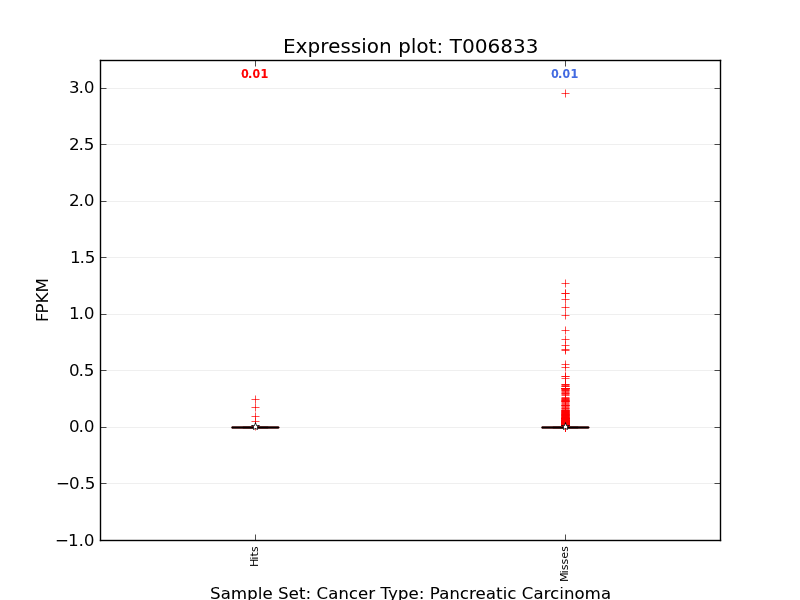 Expression plot: T006833
0.01
0.01
3.0
2.5
2.0
1.5
1.0
0.5
0.0
−0.5
−1.0
FPKM
Hits
Misses
Sample Set: Cancer Type: Pancreatic Carcinoma